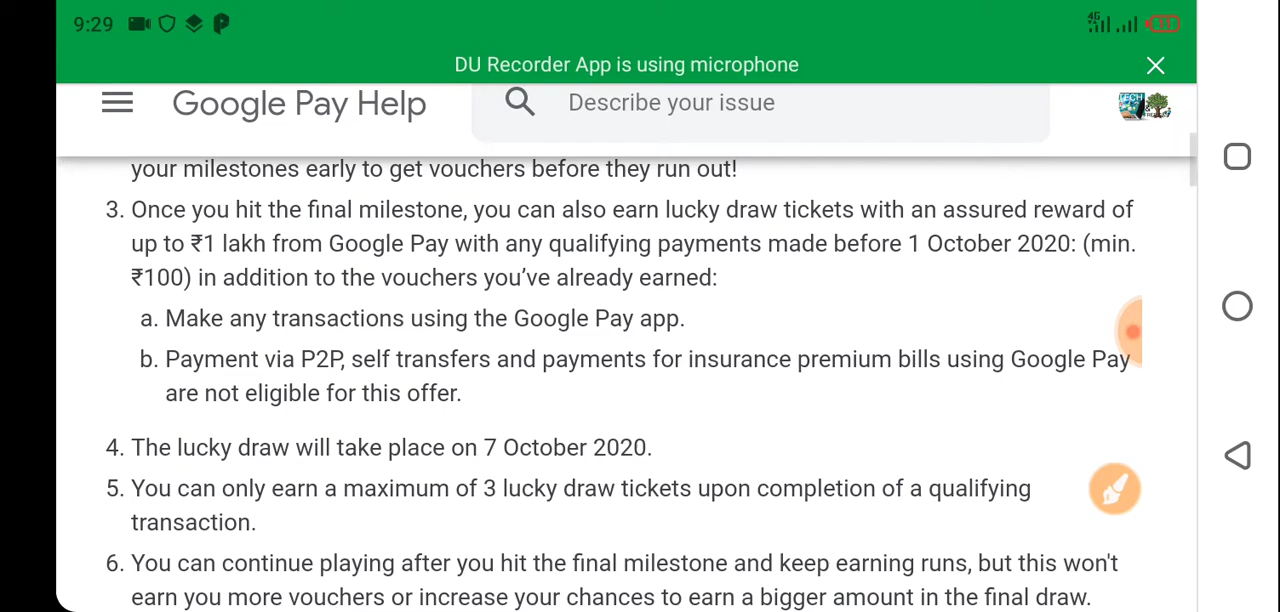 9:29
4G
DU Recorder App is using microphone
Google Pay Help
Describe your issue
your milestones early to get vouchers before they run out!
3. Once you hit the final milestone, you can also earn lucky draw tickets with an assured reward of
up to ₹1 lakh from Google Pay with any qualifying payments made before 1 October 2020: (min.
₹100) in addition to the vouchers you’ve already earned:
a. Make any transactions using the Google Pay app.
b. Payment via P2P, self transfers and payments for insurance premium bills using Google Pay
are not eligible for this offer.
4. The lucky draw will take place on 7 October 2020.
5. You can only earn a maximum of 3 lucky draw tickets upon completion of a qualifying
transaction.
6. You can continue playing after you hit the final milestone and keep earning runs, but this won't
earn you more vouchers or increase your chances to earn a bigger amount in the final draw.